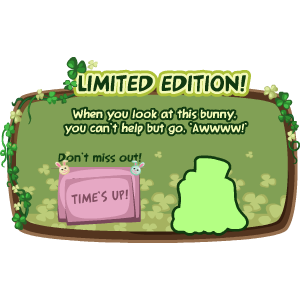 LIMITED EDITION!
When you look at this bunny,
you can't help but go, "Awwww!"
Don't miss out!
TIME'S UP!